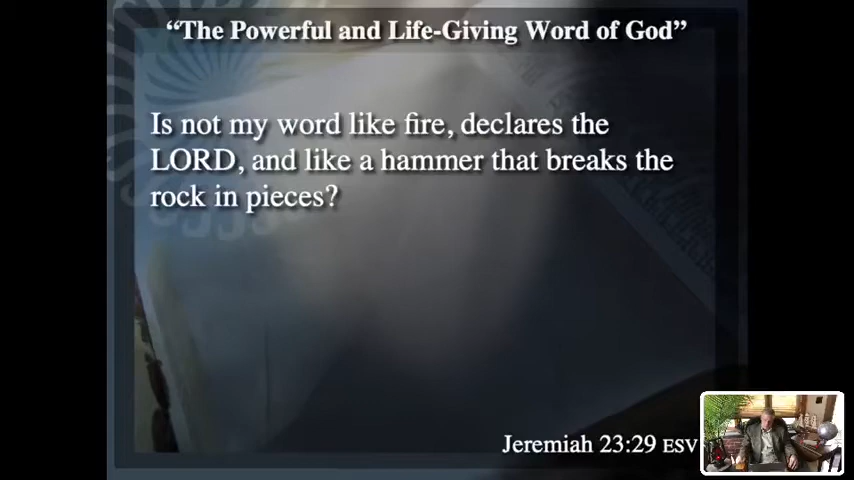 “The Powerful and Life-Giving Word of God”
Is not my word like fire, declares the
LORD, and like a hammer that breaks the
rock in pieces?
Jeremiah 23:29 ESV